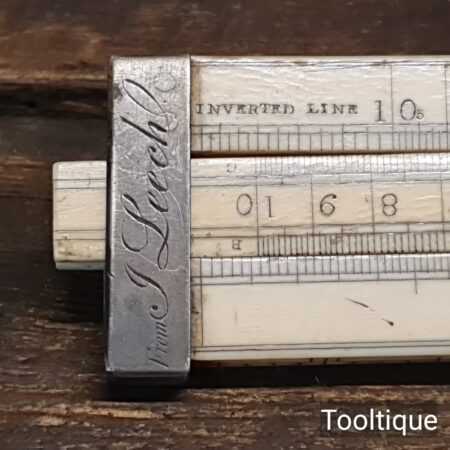 From J Leech
INVERTED LINE 10
01 6 8
Tooltique